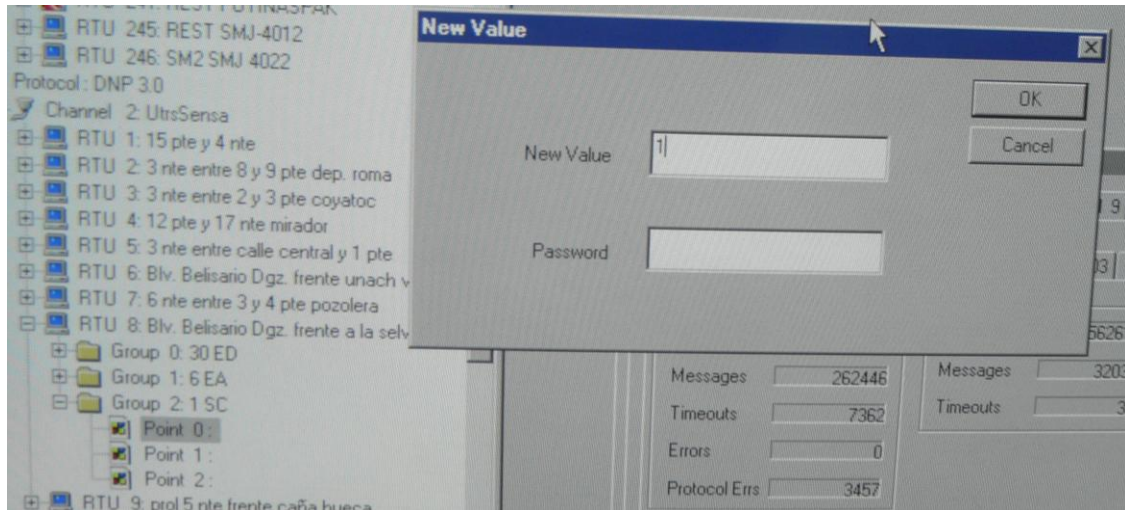 RTU 245: REST SMJ-4012
RTU 246: SM2 SMJ 4022
Protocol : DNP 3.0
Channel 2: UtrsSensa
RTU 1: 15 pte y 4 nte
RTU 2: 3 nte entre 8 y 9 pte dep. roma
RTU 3: 3 nte entre 2 y 3 pte coyatoc
RTU 4: 12 pte y 17 nte mirador
RTU 5: 3 nte entre calle central y 1 pte
RTU 6: Blv. Belisario Dgz. frente unach v
RTU 7: 6 nte entre 3 y 4 pte pozolera
RTU 8: Blv. Belisario Dgz. frente a la selv
Group 0: 30 ED
Group 1: 6 EA
Group 2: 1 SC
Point 0 :
Point 1 :
Point 2 :
RTU 9: prol 5 nte frente caña hueca
New Value
OK
Cancel
New Value 1
Password
Messages 262446
Timeouts 7362
Errors 0
Protocol Errs 3457
9
03
5626
Messages 3203
Timeouts 3